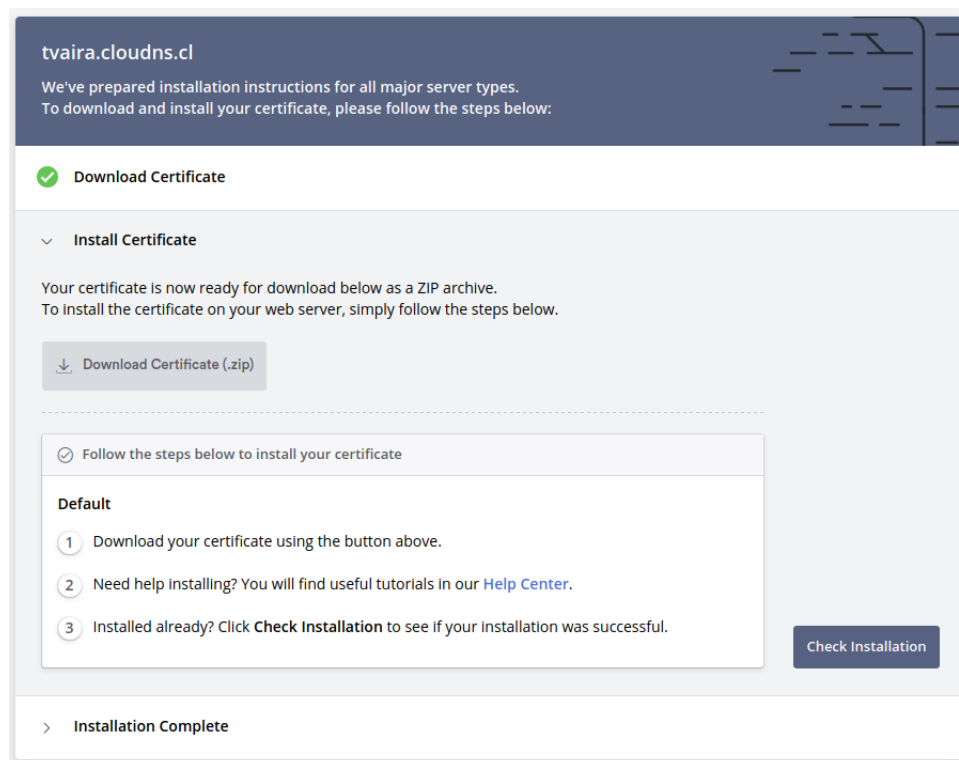 tvaira.cloudns.cl
We've prepared installation instructions for all major server types.
To download and install your certificate, please follow the steps below:
Download Certificate
Install Certificate
Your certificate is now ready for download below as a ZIP archive.
To install the certificate on your web server, simply follow the steps below.
Download Certificate (.zip)
Follow the steps below to install your certificate
Default
1 Download your certificate using the button above.
2 Need help installing? You will find useful tutorials in our Help Center.
3 Installed already? Click Check Installation to see if your installation was successful.
Check Installation
Installation Complete